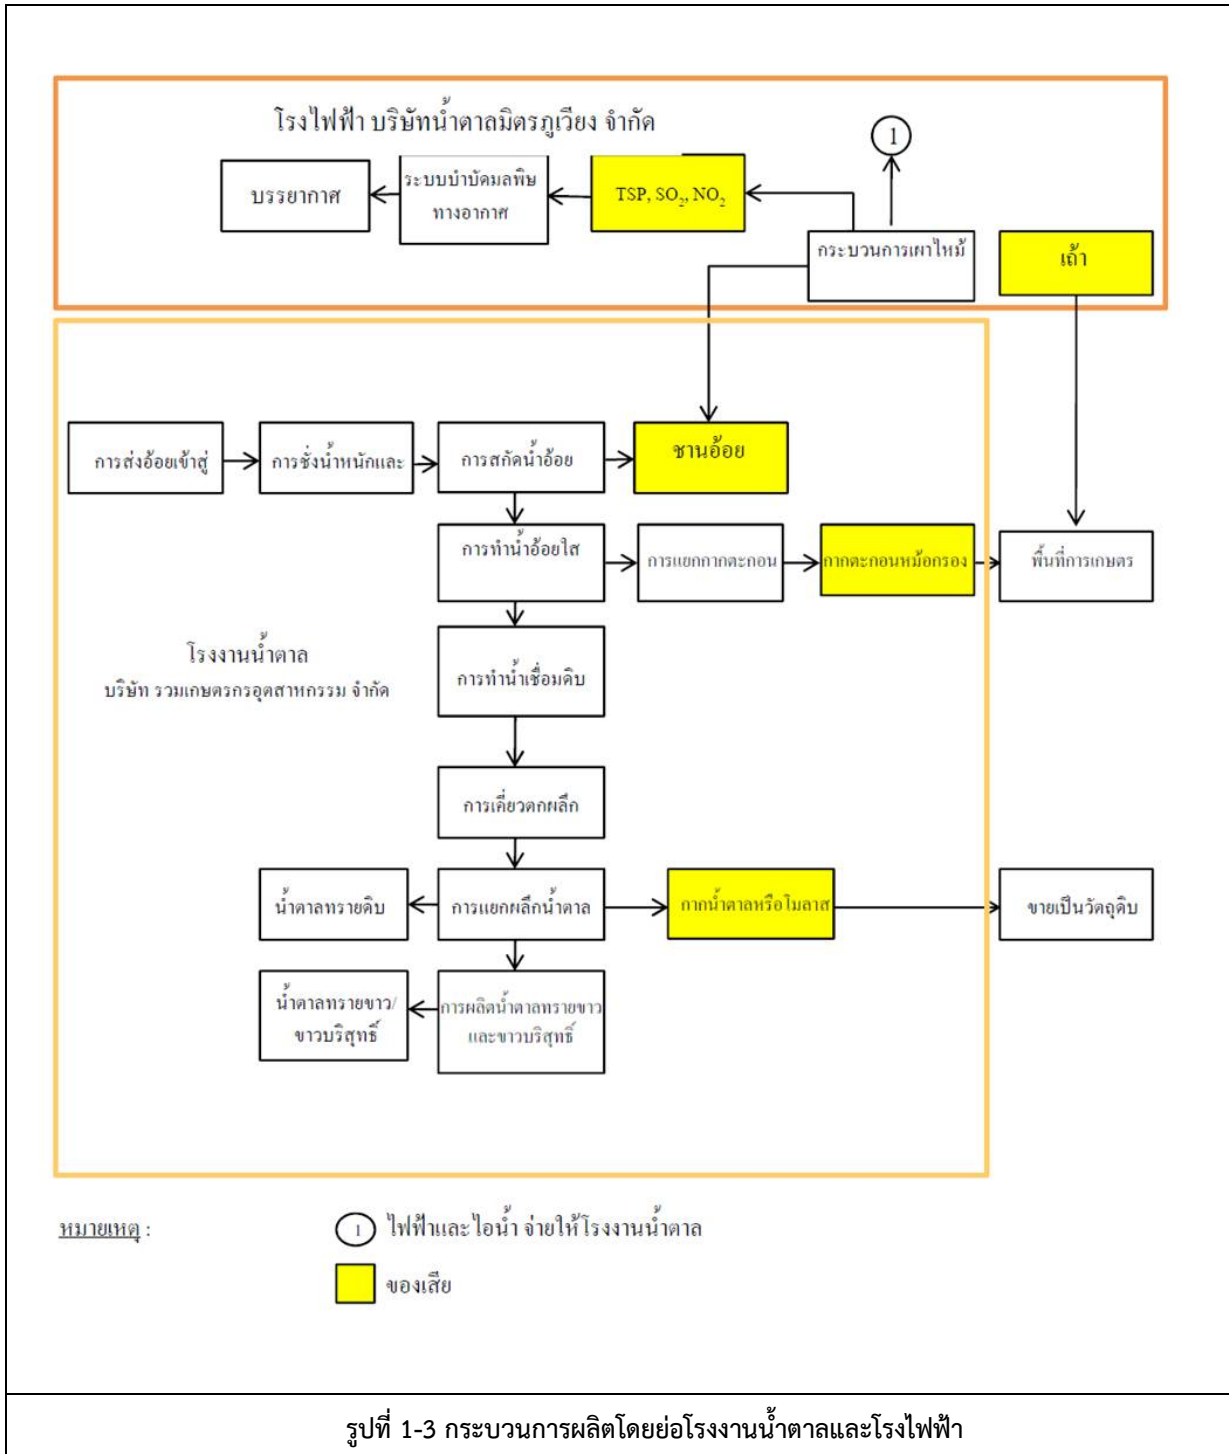 โรงไฟฟ้า บริษัทน้ำตาลมิตรภูเวียง จำกัด
1
บรรยากาศ
ระบบบำบัดมลพิษ
ทางอากาศ
TSP, SO₂, NO₂
กระบวนการเผาไหม้
เถ้า
การส่งอ้อยเข้าสู่
การชั่งน้ำหนักและ
การสกัดน้ำอ้อย
ชานอ้อย
การทำน้ำอ้อยใส
การแยกกากตะกอน
กากตะกอนหม้อกรอง
พื้นที่การเกษตร
โรงงานน้ำตาล
บริษัท รวมเกษตรกรอุตสาหกรรม จำกัด
การทำน้ำเชื่อมดิบ
การเคี่ยวตกผลึก
น้ำตาลทรายดิบ
การแยกผลึกน้ำตาล
กากน้ำตาลหรือโมลาส
ขายเป็นวัตถุดิบ
น้ำตาลทรายขาว/
ขาวบริสุทธิ์
การผลิตน้ำตาลทรายขาว
และขาวบริสุทธิ์
หมายเหตุ :
1 ไฟฟ้าและไอน้ำ จ่ายให้โรงงานน้ำตาล
ของเสีย
รูปที่ 1-3 กระบวนการผลิตโดยย่อโรงงานน้ำตาลและโรงไฟฟ้า